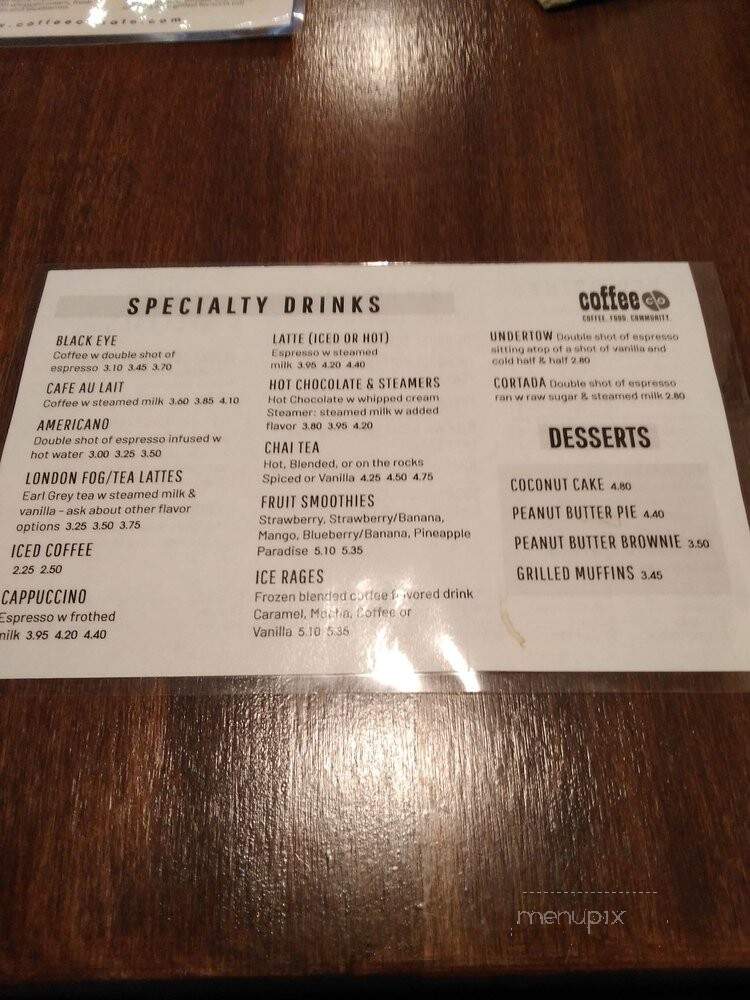 w.coffeeco
.com
SPECIALTY DRINKS
BLACK EYE
Coffee w double shot of
espresso 3.10 3.45 3.70
CAFE AU LAIT
Coffee w steamed milk 3.60 3.85 4.10
AMERICANO
Double shot of espresso infused w
hot water 3.00 3.25 3.50
LONDON FOG/TEA LATTES
Earl Grey tea w steamed milk &
vanilla - ask about other flavor
options 3.25 3.50 3.75
ICED COFFEE
2.25 2.50
CAPPUCCINO
Espresso w frothed
milk 3.95 4.20 4.40
LATTE (ICED OR HOT)
Espresso w steamed
milk 3.95 4.20 4.40
HOT CHOCOLATE & STEAMERS
Hot Chocolate w whipped cream
Steamer: steamed milk w added
flavor 3.80 3.95 4.20
CHAI TEA
Hot, Blended, or on the rocks
Spiced or Vanilla 4.25 4.50 4.75
FRUIT SMOOTHIES
Strawberry, Strawberry/Banana,
Mango, Blueberry/Banana, Pineapple
Paradise 5.10 5.35
ICE RAGES
Frozen blended coffee flavored drink
Caramel, Mocha, Coffee or
Vanilla 5.10 5.35
coffee co
COFFEE. FOOD. COMMUNITY.
UNDERTOW Double shot of espresso
sitting atop of a shot of vanilla and
cold half & half 2.80
CORTADA Double shot of espresso
ran w raw sugar & steamed milk 2.80
DESSERTS
COCONUT CAKE 4.80
PEANUT BUTTER PIE 4.40
PEANUT BUTTER BROWNIE 3.50
GRILLED MUFFINS 3.45
menupix